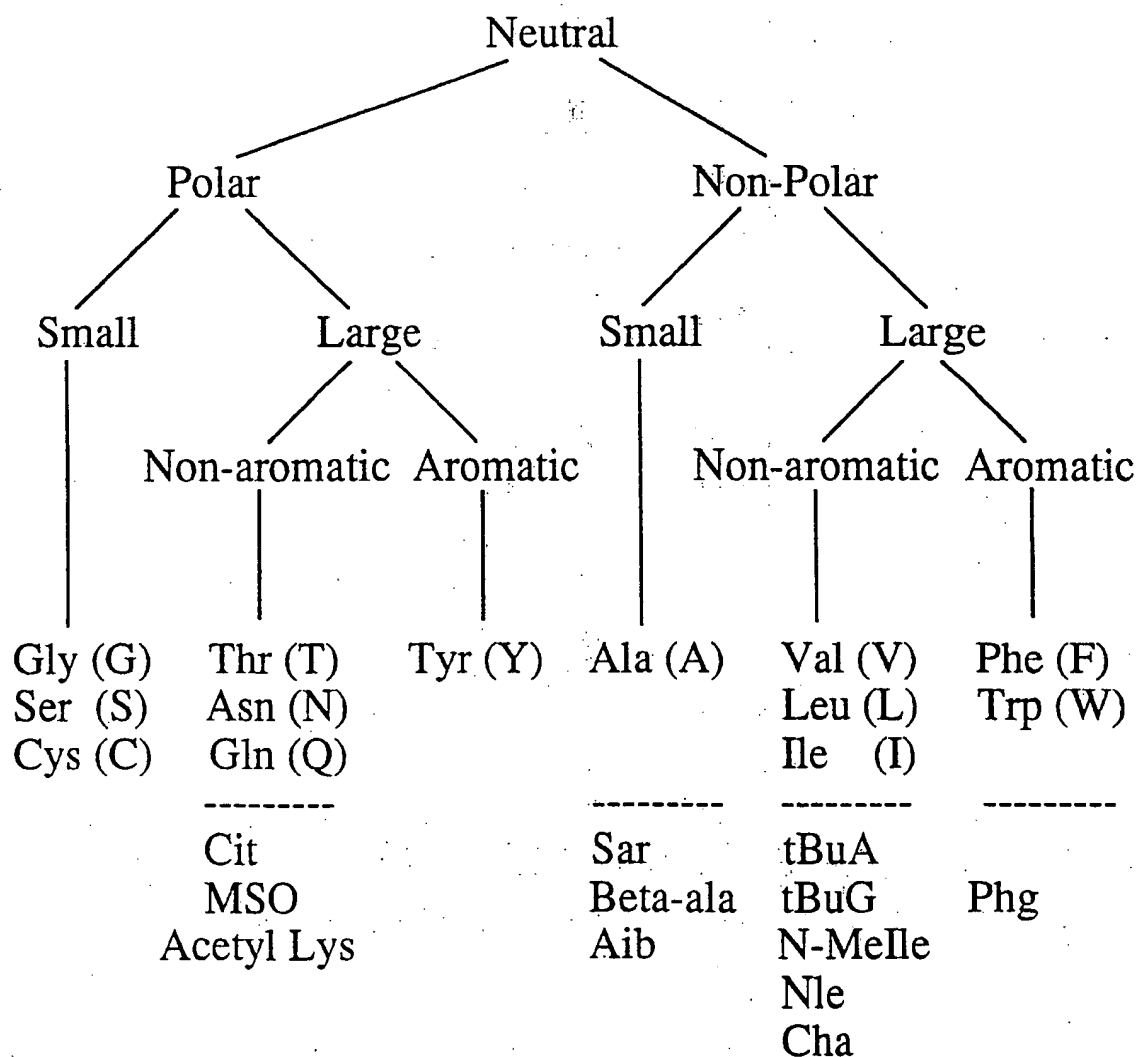 Neutral
Polar Non-Polar
Small Large Small Large
Non-aromatic Aromatic Non-aromatic Aromatic
Gly (G) Thr (T) Tyr (Y) Ala (A) Val (V) Phe (F)
Ser (S) Asn (N) Leu (L) Trp (W)
Cys (C) Gln (Q) Ile (I)
--------- --------- --------- ---------
Cit Sar tBuA
MSO Beta-ala tBuG Phg
Acetyl Lys Aib N-MeIle
Nle
Cha